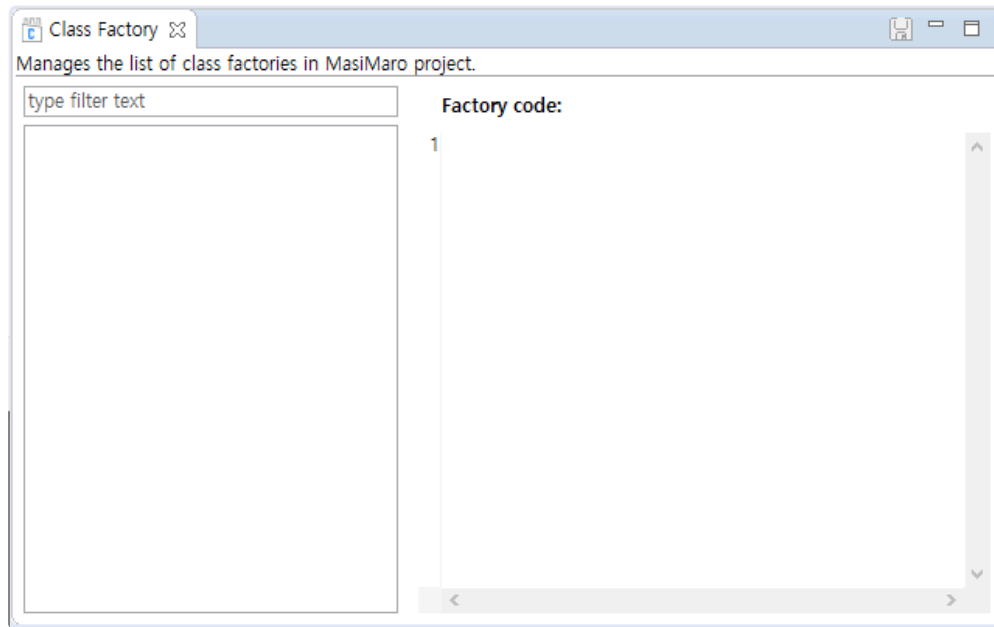 Class Factory
Manages the list of class factories in MasiMaro project.
type filter text
Factory code:
1